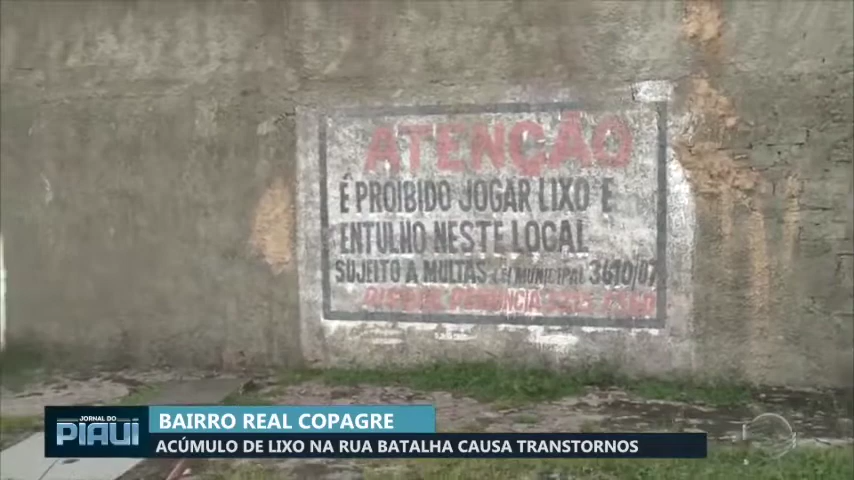 ATENÇÃO
É PROIBIDO JOGAR LIXO E
ENTULHO NESTE LOCAL
SUJEITO A MULTAS LEI MUNICIPAL 3610/07
DENÚNCIA
JORNAL DO
PIAUÍ
BAIRRO REAL COPAGRE
ACÚMULO DE LIXO NA RUA BATALHA CAUSA TRANSTORNOS